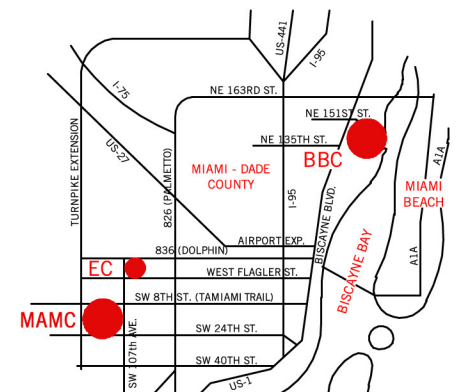 US-441
I-95
I-75
NE 163RD ST.
NE 151ST ST.
NE 135TH ST.
BBC
US-27
MIAMI - DADE
COUNTY
TURNPIKE EXTENSION
826 (PALMETTO)
I-95
BISCAYNE BLVD.
A1A
MIAMI
BEACH
A1A
BISCAYNE BAY
AIRPORT EXP.
836 (DOLPHIN)
EC
WEST FLAGLER ST.
SW 8TH ST. (TAMIAMI TRAIL)
MAMC
SW 24TH ST.
SW 107th AVE.
SW 40TH ST.
US-1